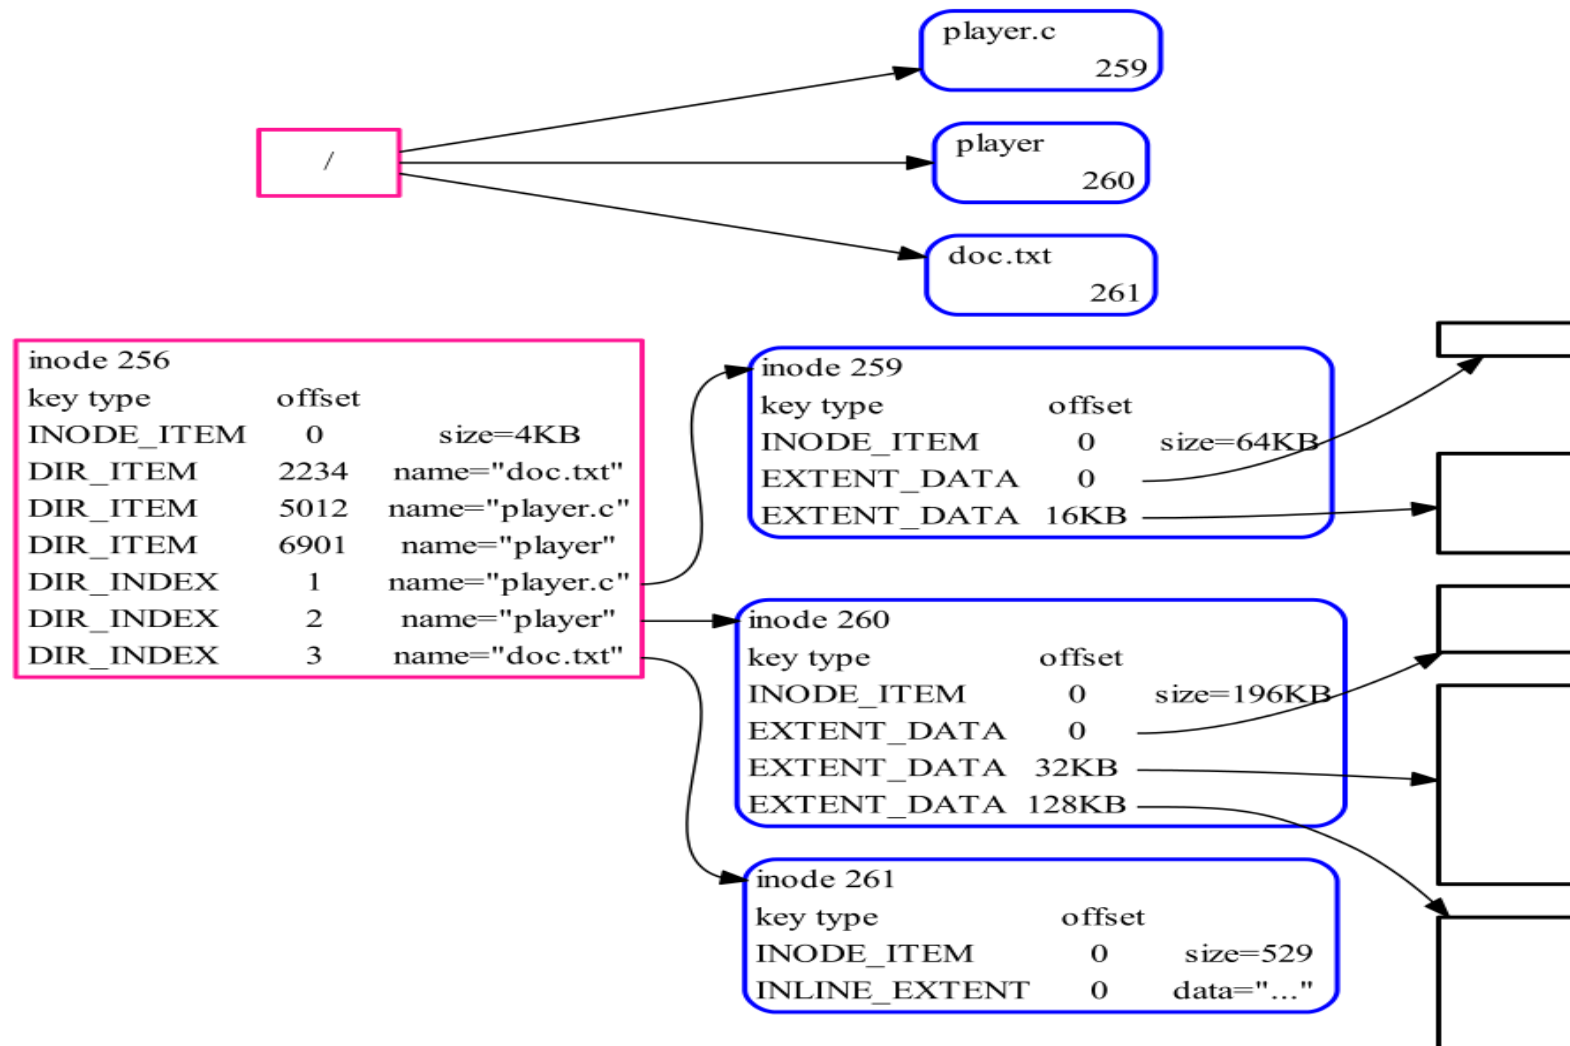 player.c
259
/
player
260
doc.txt
261
inode 256
key type offset
INODE_ITEM 0 size=4KB
DIR_ITEM 2234 name="doc.txt"
DIR_ITEM 5012 name="player.c"
DIR_ITEM 6901 name="player"
DIR_INDEX 1 name="player.c"
DIR_INDEX 2 name="player"
DIR_INDEX 3 name="doc.txt"
inode 259
key type offset
INODE_ITEM 0 size=64KB
EXTENT_DATA 0
EXTENT_DATA 16KB
inode 260
key type offset
INODE_ITEM 0 size=196KB
EXTENT_DATA 0
EXTENT_DATA 32KB
EXTENT_DATA 128KB
inode 261
key type offset
INODE_ITEM 0 size=529
INLINE_EXTENT 0 data="..."